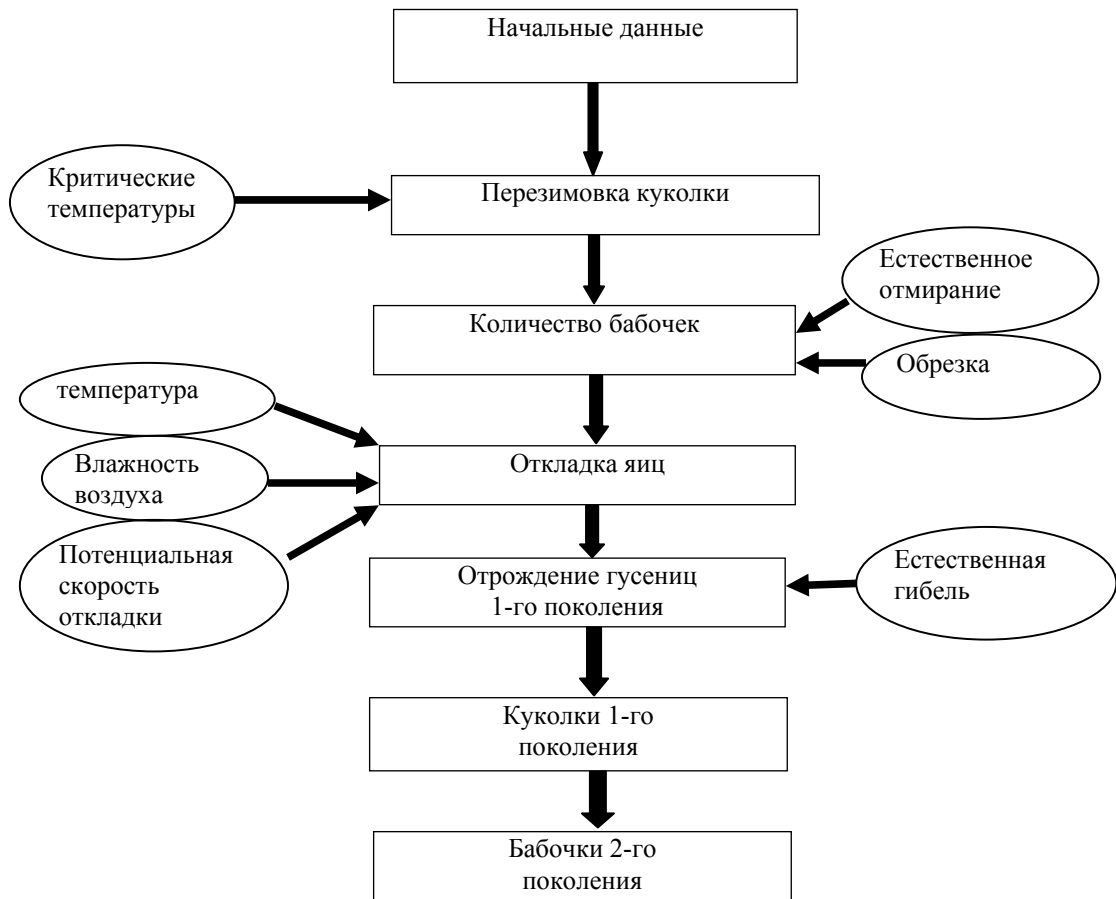 Начальные данные
Критические
температуры
Перезимовка куколки
Естественное
отмирание
Количество бабочек
Обрезка
температура
Влажность
воздуха
Откладка яиц
Потенциальная
скорость
откладки
Отрождение гусениц
1-го поколения
Естественная
гибель
Куколки 1-го
поколения
Бабочки 2-го
поколения